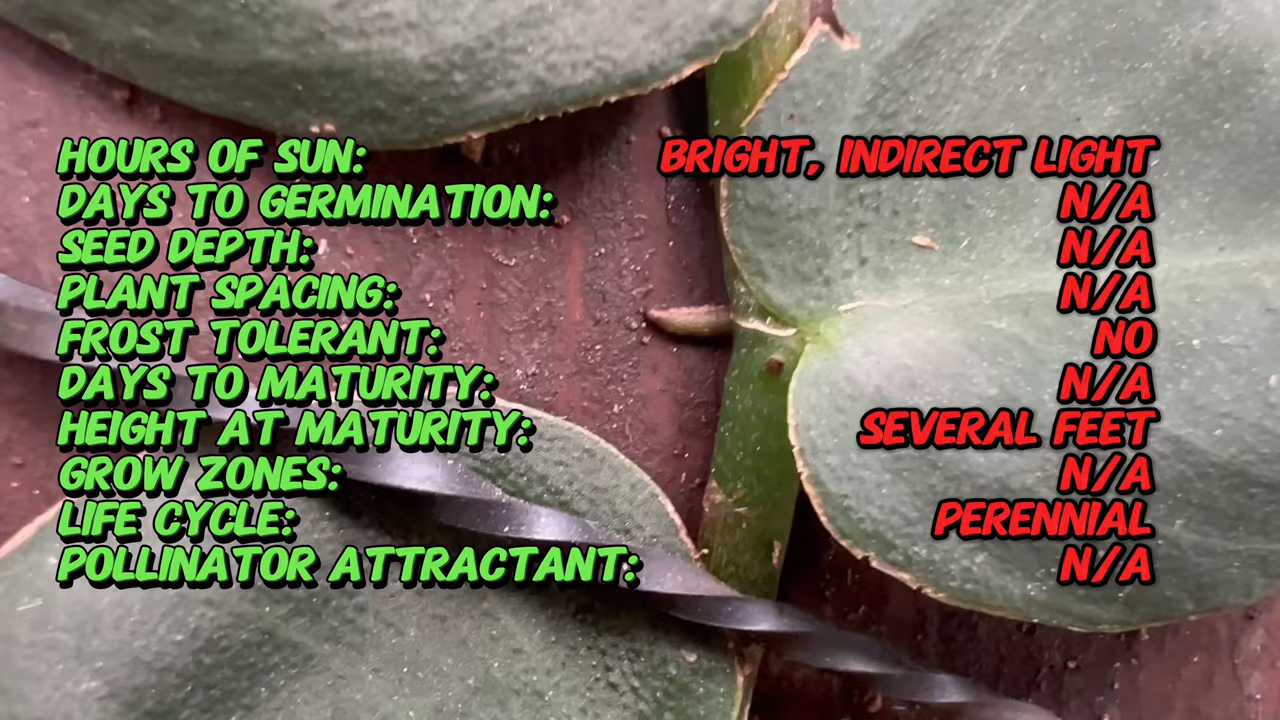 HOURS OF SUN: BRIGHT, INDIRECT LIGHT
DAYS TO GERMINATION: N/A
SEED DEPTH: N/A
PLANT SPACING: N/A
FROST TOLERANT: NO
DAYS TO MATURITY: N/A
HEIGHT AT MATURITY: SEVERAL FEET
GROW ZONES: N/A
LIFE CYCLE: PERENNIAL
POLLINATOR ATTRACTANT: N/A